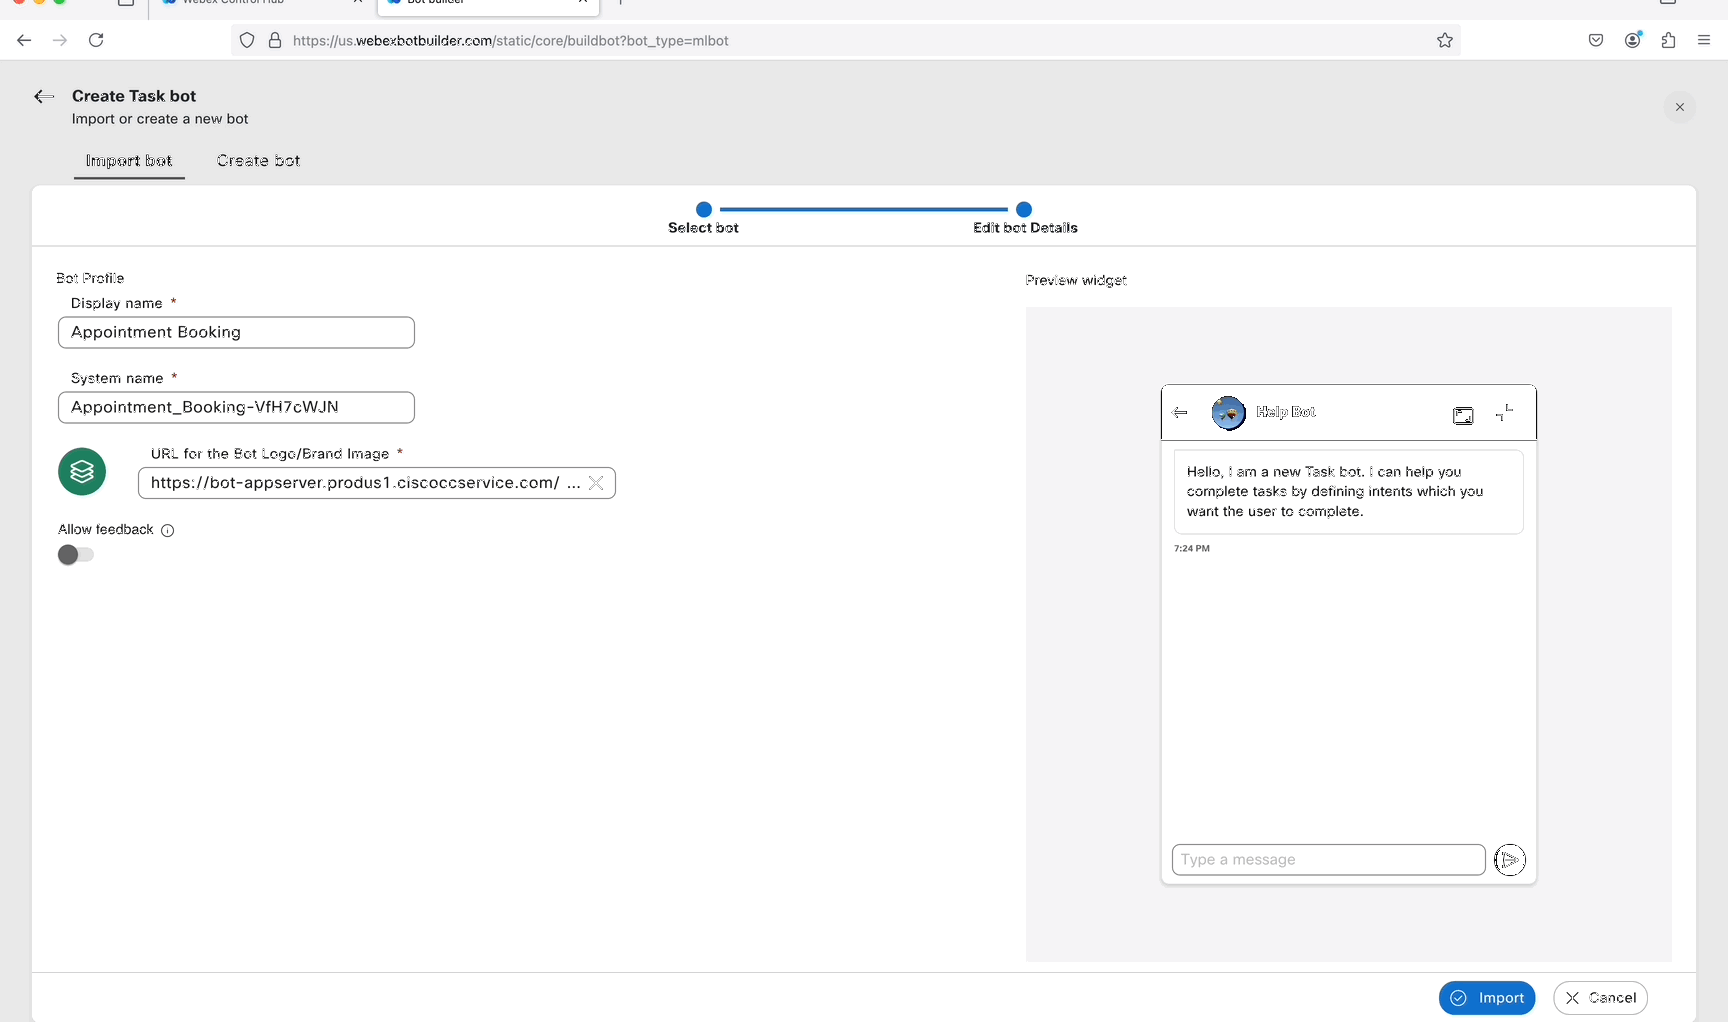 Webex Control Hub
Bot builder
https://us.webexbotbuilder.com/static/core/buildbot?bot_type=mlbot
Create Task bot
Import or create a new bot
Import bot
Create bot
Select bot
Edit bot Details
Bot Profile
Display name *
Appointment Booking
System name *
Appointment_Booking-VfH7cWJN
URL for the Bot Logo/Brand Image *
https://bot-appserver.produs1.ciscoccservice.com/ ...
Allow feedback
Preview widget
Help Bot
Hello, I am a new Task bot. I can help you
complete tasks by defining intents which you
want the user to complete.
7:24 PM
Type a message
Import
Cancel